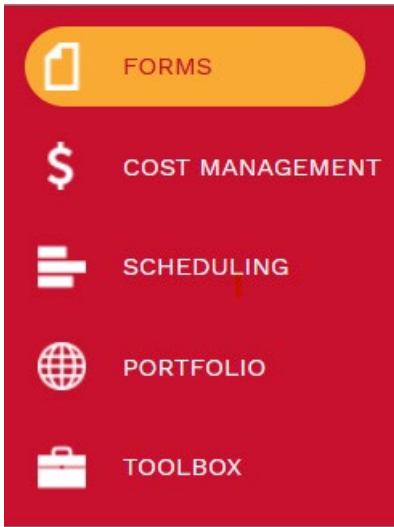 FORMS
COST MANAGEMENT
SCHEDULING
PORTFOLIO
TOOLBOX